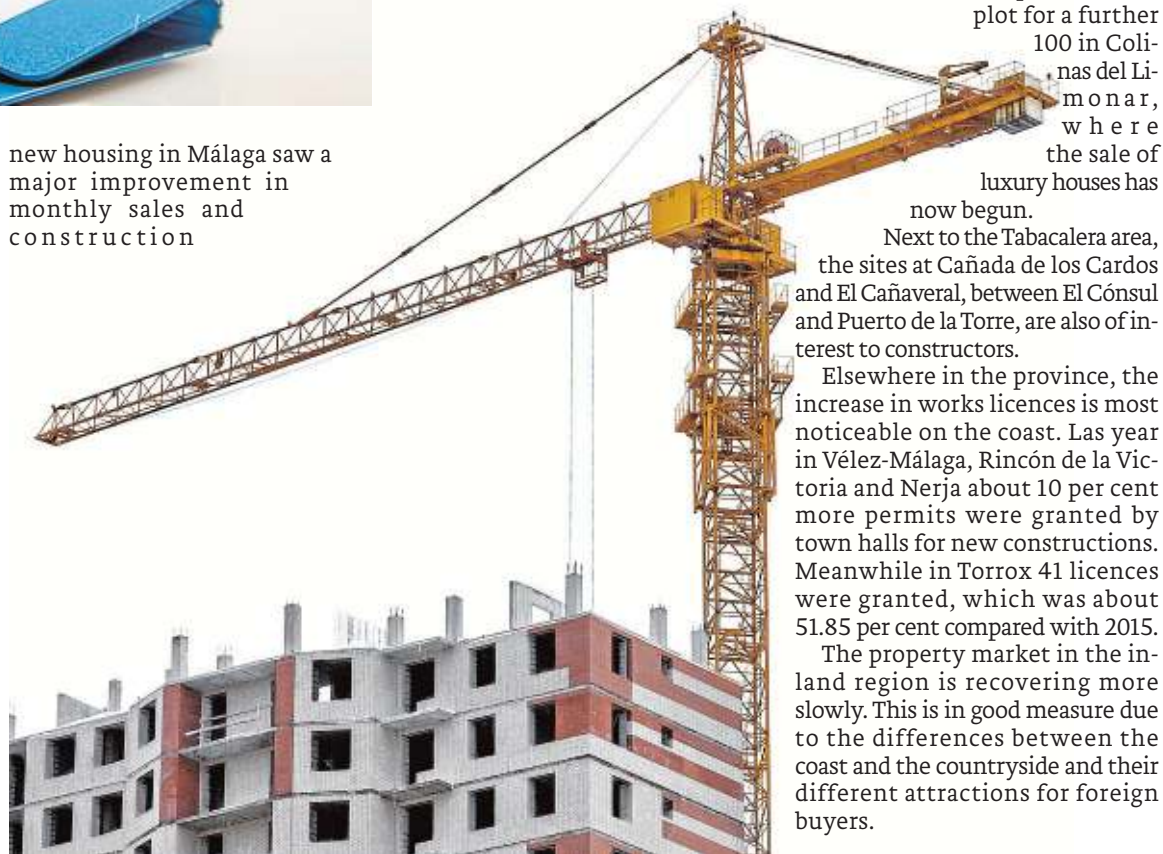 new housing in Málaga saw a
major improvement in
monthly sales and
construction
plot for a further
100 in Coli-
nas del Li-
monar,
where
the sale of
luxury houses has
now begun.
Next to the Tabacalera area,
the sites at Cañada de los Cardos
and El Cañaveral, between El Cónsul
and Puerto de la Torre, are also of in-
terest to constructors.
Elsewhere in the province, the
increase in works licences is most
noticeable on the coast. Las year
in Vélez-Málaga, Rincón de la Vic-
toria and Nerja about 10 per cent
more permits were granted by
town halls for new constructions.
Meanwhile in Torrox 41 licences
were granted, which was about
51.85 per cent compared with 2015.
The property market in the in-
land region is recovering more
slowly. This is in good measure due
to the differences between the
coast and the countryside and their
different attractions for foreign
buyers.